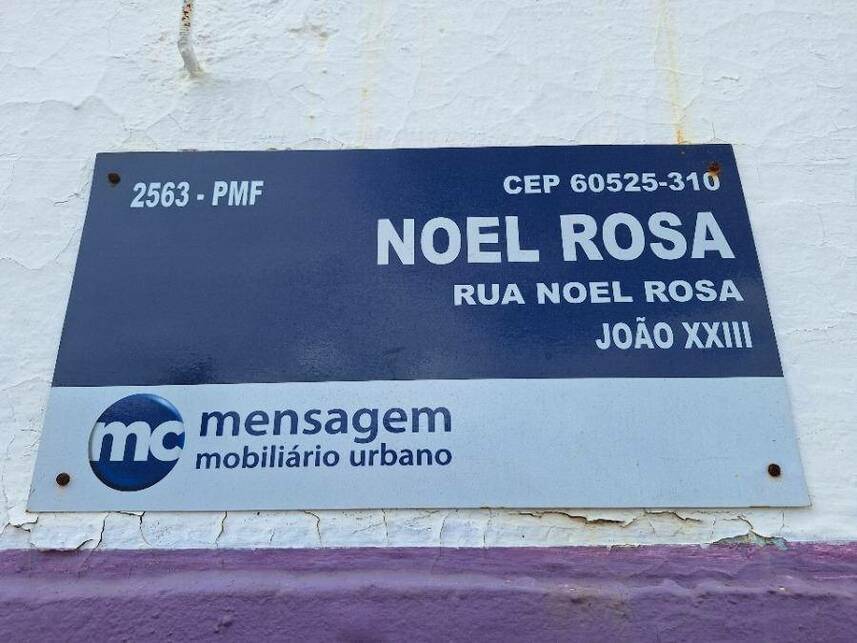 2563 - PMF
CEP 60525-310
NOEL ROSA
RUA NOEL ROSA
JOÃO XXIII
mc
mensagem
mobiliário urbano